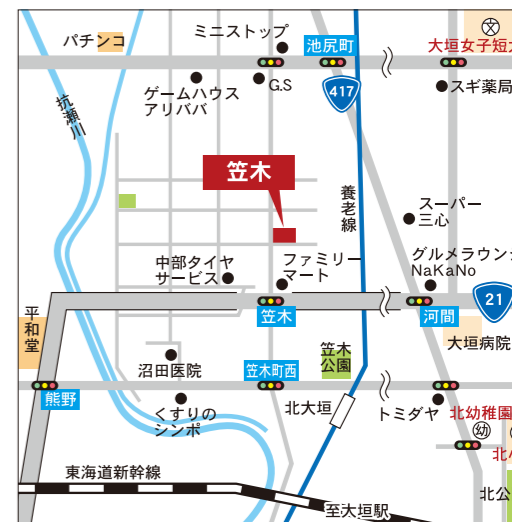 パチンコ
ミニストップ
池尻町
文
大垣女子短大
ゲームハウス
アリババ
G.S
417
スギ薬局
杭瀬川
笠木
養老線
スーパー
三心
中部タイヤ
サービス
ファミリー
マート
グルメラウンジ
NaKaNo
笠木
河間
21
平和堂
大垣病院
沼田医院
笠木町西
笠木
公園
熊野
くすりの
シンポ
北大垣
トミダヤ
北幼稚園
幼
北小
東海道新幹線
至大垣駅
北公